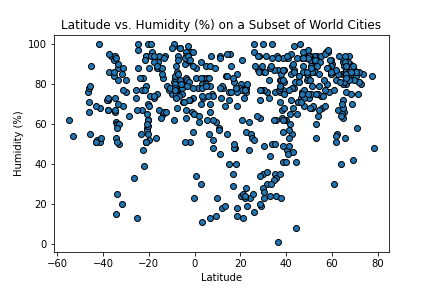 Latitude vs. Humidity (%) on a Subset of World Cities
100
80
60
40
20
0
Humidity (%)
−60 −40 −20 0 20 40 60 80
Latitude